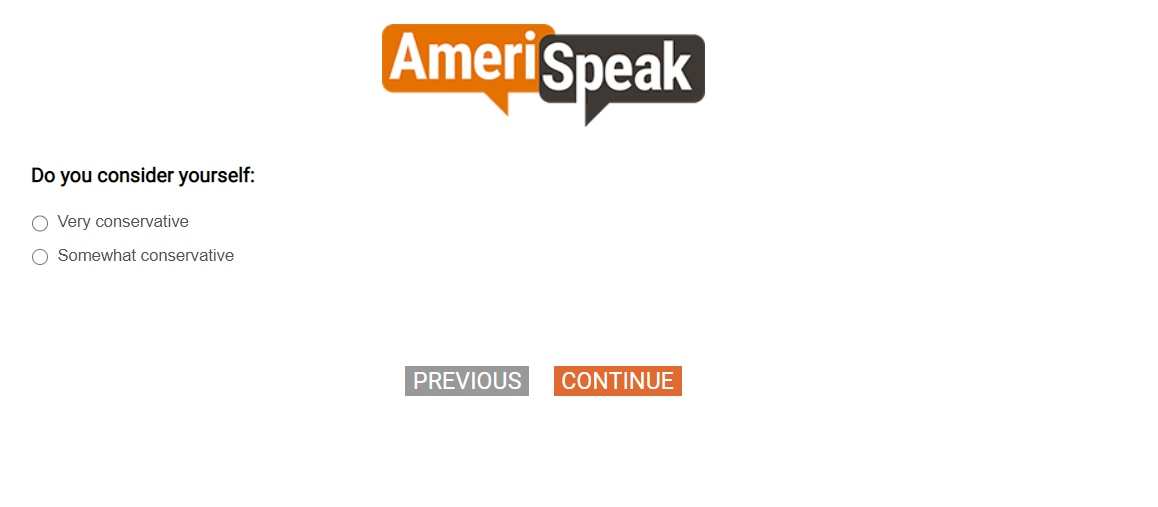 AmeriSpeak
Do you consider yourself:
Very conservative
Somewhat conservative
PREVIOUS CONTINUE